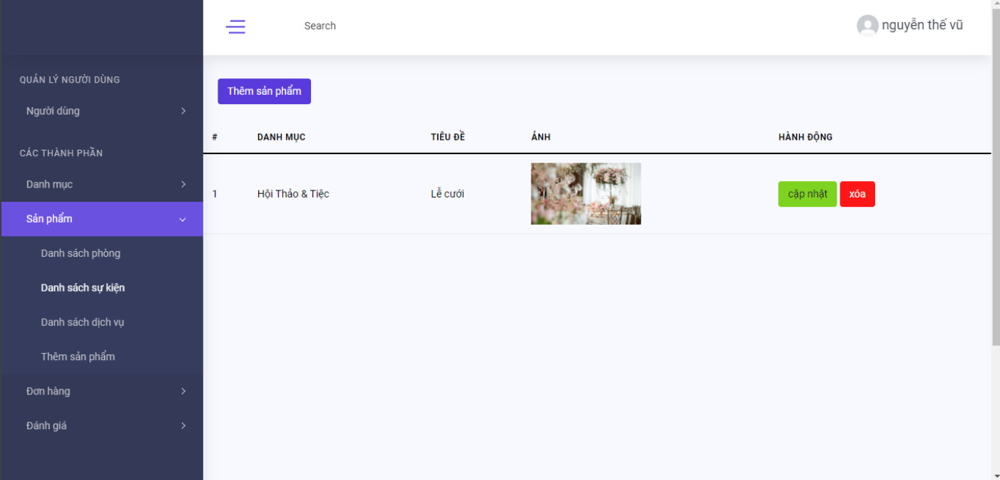 Search
nguyễn thế vũ
QUẢN LÝ NGƯỜI DÙNG
Người dùng
CÁC THÀNH PHẦN
Danh mục
Sản phẩm
Danh sách phòng
Danh sách sự kiện
Danh sách dịch vụ
Thêm sản phẩm
Đơn hàng
Đánh giá
Thêm sản phẩm
# DANH MỤC TIÊU ĐỀ ẢNH HÀNH ĐỘNG
1 Hội Thảo & Tiệc Lễ cưới cập nhật xóa